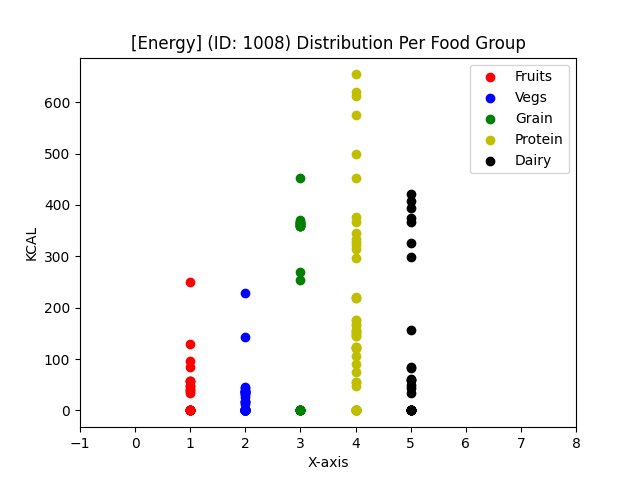 [Energy] (ID: 1008) Distribution Per Food Group
Fruits
Vegs
Grain
Protein
Dairy
600
500
400
300
200
100
0
KCAL
−1 0 1 2 3 4 5 6 7 8
X-axis